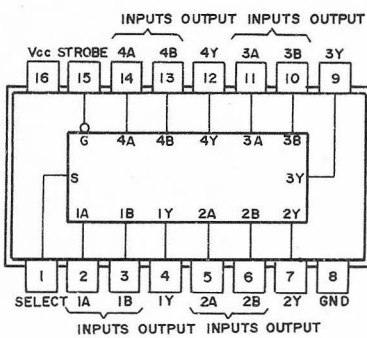 INPUTS OUTPUT INPUTS OUTPUT
Vcc STROBE 4A 4B 4Y 3A 3B 3Y
16 15 14 13 12 11 10 9
G 4A 4B 4Y 3A 3B
S 3Y
1A 1B 1Y 2A 2B 2Y
1 2 3 4 5 6 7 8
SELECT 1A 1B 1Y 2A 2B 2Y GND
INPUTS OUTPUT INPUTS OUTPUT